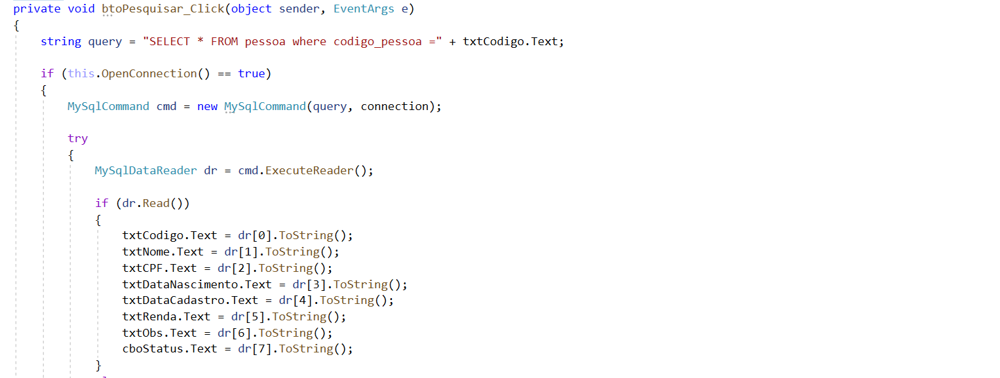 private void btoPesquisar_Click(object sender, EventArgs e)
{
string query = "SELECT * FROM pessoa where codigo_pessoa =" + txtCodigo.Text;
if (this.OpenConnection() == true)
{
MySqlCommand cmd = new MySqlCommand(query, connection);
try
{
MySqlDataReader dr = cmd.ExecuteReader();
if (dr.Read())
{
txtCodigo.Text = dr[0].ToString();
txtNome.Text = dr[1].ToString();
txtCPF.Text = dr[2].ToString();
txtDataNascimento.Text = dr[3].ToString();
txtDataCadastro.Text = dr[4].ToString();
txtRenda.Text = dr[5].ToString();
txtObs.Text = dr[6].ToString();
cboStatus.Text = dr[7].ToString();
}